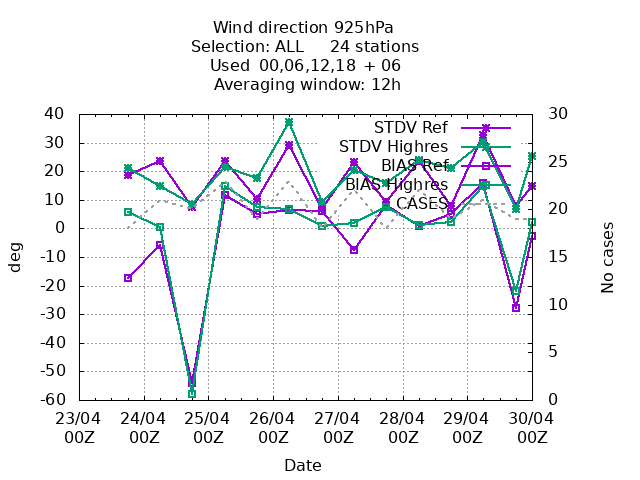 Wind direction 925hPa
Selection: ALL 24 stations
Used 00,06,12,18 + 06
Averaging window: 12h
40 30
30
20
10
0
-10
-20
-30
-40
-50
-60
25
20
15
10
5
0
STDV Ref
STDV Highres
BIAS Ref
BIAS Highres
CASES
deg
No cases
23/04 24/04 25/04 26/04 27/04 28/04 29/04 30/04
00Z 00Z 00Z 00Z 00Z 00Z 00Z 00Z
Date